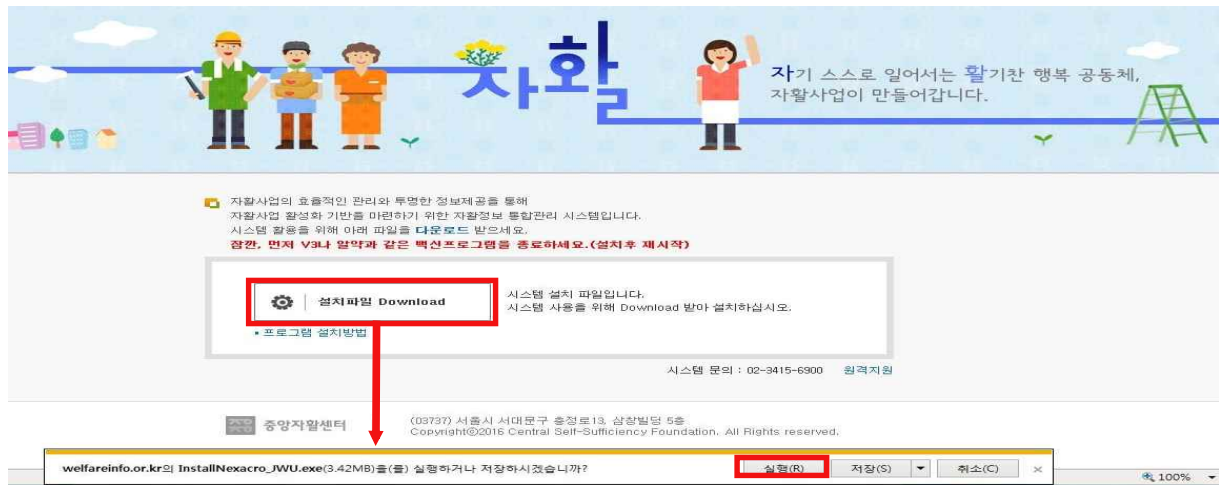 자활
자기 스스로 일어서는 활기찬 행복 공동체,
자활사업이 만들어갑니다.
자활사업의 효율적인 관리와 투명한 정보제공을 통해
자활사업 활성화 기반을 마련하기 위한 자활정보 통합관리 시스템입니다.
시스템 활용을 위해 아래 파일을 다운로드 받으세요.
잠깐, 먼저 V3나 알약과 같은 백신프로그램을 종료하세요.(설치후 재시작)
설치파일 Download
시스템 설치 파일입니다.
시스템 사용을 위해 Download 받아 설치하십시오.
프로그램 설치방법
시스템 문의 : 02-3415-6900 원격지원
중앙자활센터
(03737) 서울시 서대문구 충정로13, 삼창빌딩 5층
Copyright©2016 Central Self-Sufficiency Foundation. All Rights reserved.
welfareinfo.or.kr의 InstallNexacro_JWU.exe(3.42MB)을(를) 실행하거나 저장하시겠습니까?
실행(R) 저장(S) 취소(C) ×
100%